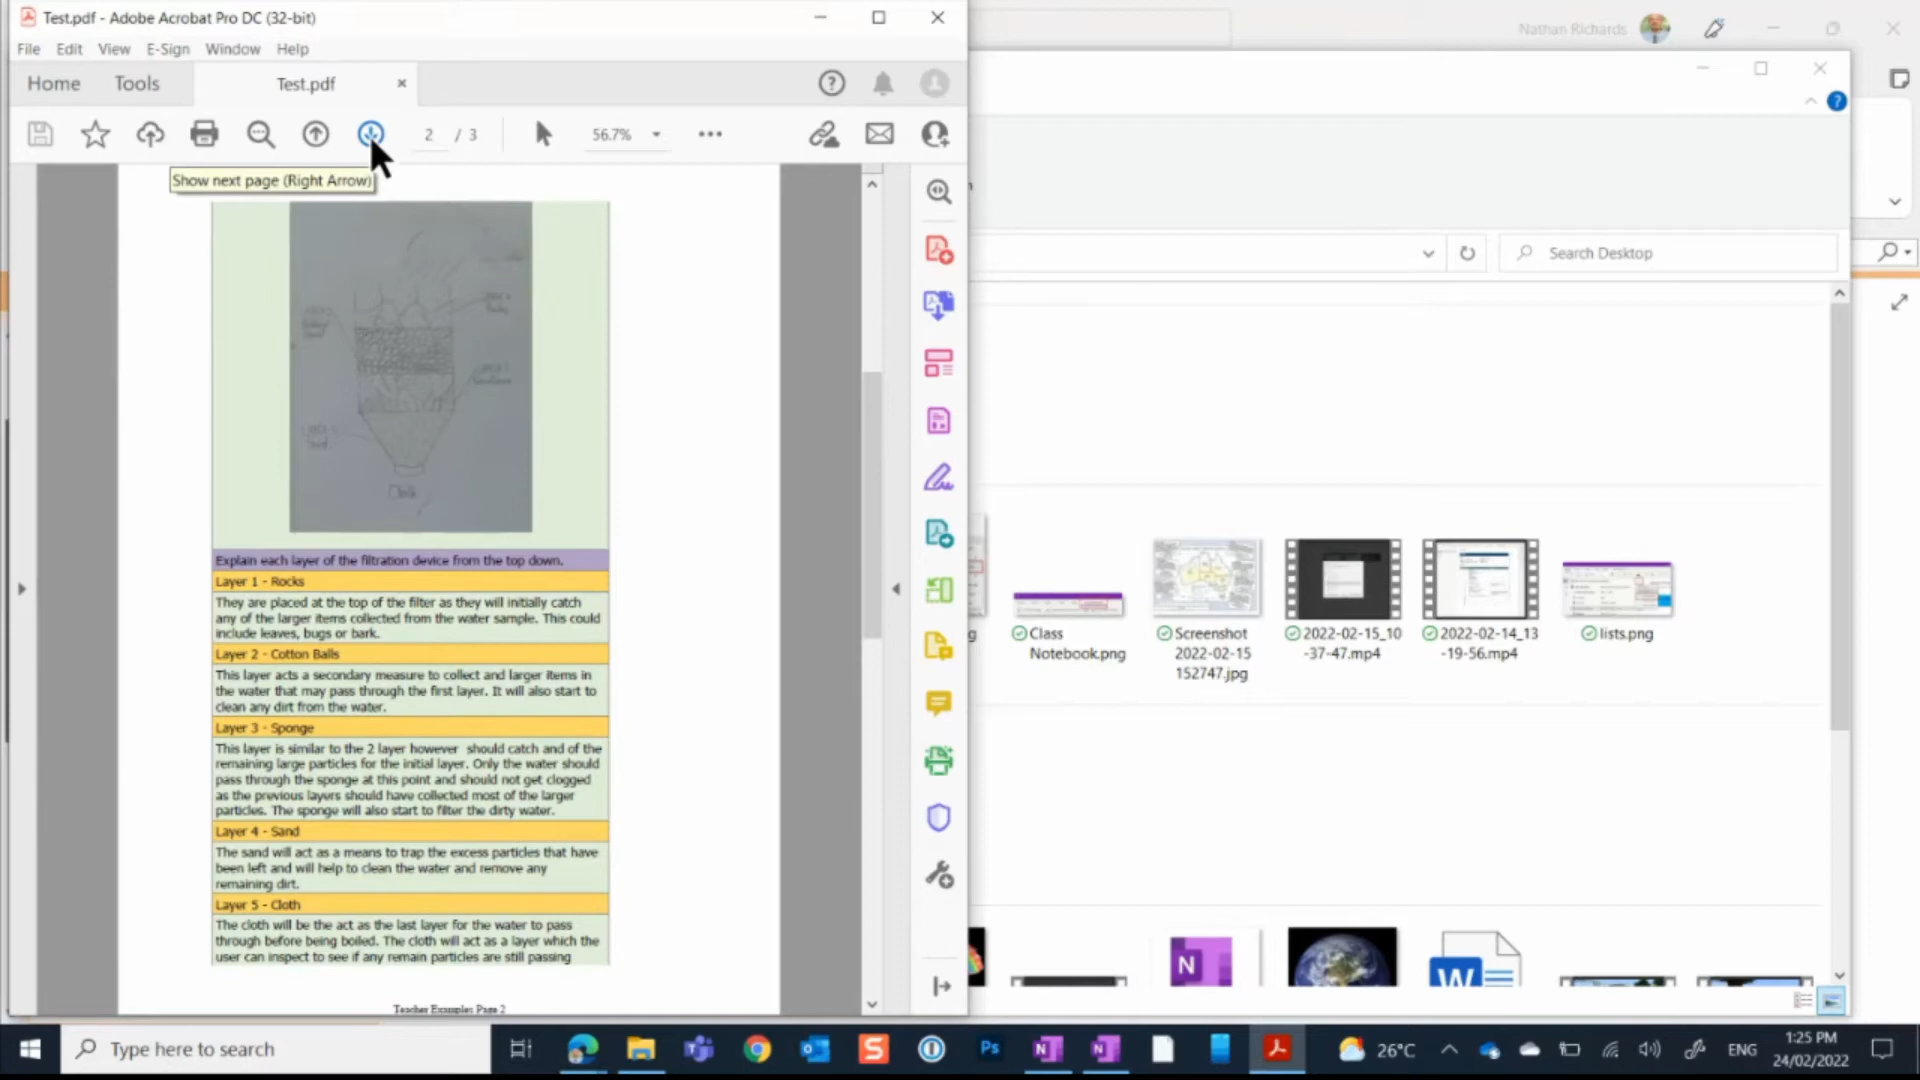 Test.pdf - Adobe Acrobat Pro DC (32-bit)
File Edit View E-Sign Window Help
Home Tools Test.pdf
2 / 3 56.7%
Show next page (Right Arrow)
Cloth
Explain each layer of the filtration device from the top down.
Layer 1 - Rocks
They are placed at the top of the filter as they will initially catch
any of the larger items collected from the water sample. This could
include leaves, bugs or bark.
Layer 2 - Cotton Balls
This layer acts a secondary measure to collect and larger items in
the water that may pass through the first layer. It will also start to
clean any dirt from the water.
Layer 3 - Sponge
This layer is similar to the 2 layer however should catch and of the
remaining large particles for the initial layer. Only the water should
pass through the sponge at this point and should not get clogged
as the previous layers should have collected most of the larger
particles. The sponge will also start to filter the dirty water.
Layer 4 - Sand
The sand will act as a means to trap the excess particles that have
been left and will help to clean the water and remove any
remaining dirt.
Layer 5 - Cloth
The cloth will be the act as the last layer for the water to pass
through before being boiled. The cloth will act as a layer which the
user can inspect to see if any remain particles are still passing
Teacher Examples Page 2
Nathan Richards
Search Desktop
Class
Notebook.png
Screenshot
2022-02-15
152747.jpg
2022-02-15_10
-37-47.mp4
2022-02-14_13
-19-56.mp4
lists.png
Type here to search
26°C
ENG
1:25 PM
24/02/2022